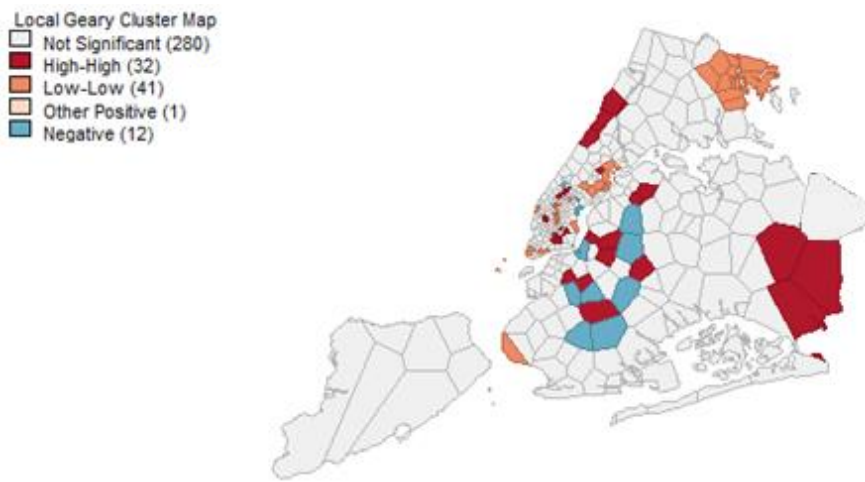 Local Geary Cluster Map
Not Significant (280)
High-High (32)
Low-Low (41)
Other Positive (1)
Negative (12)